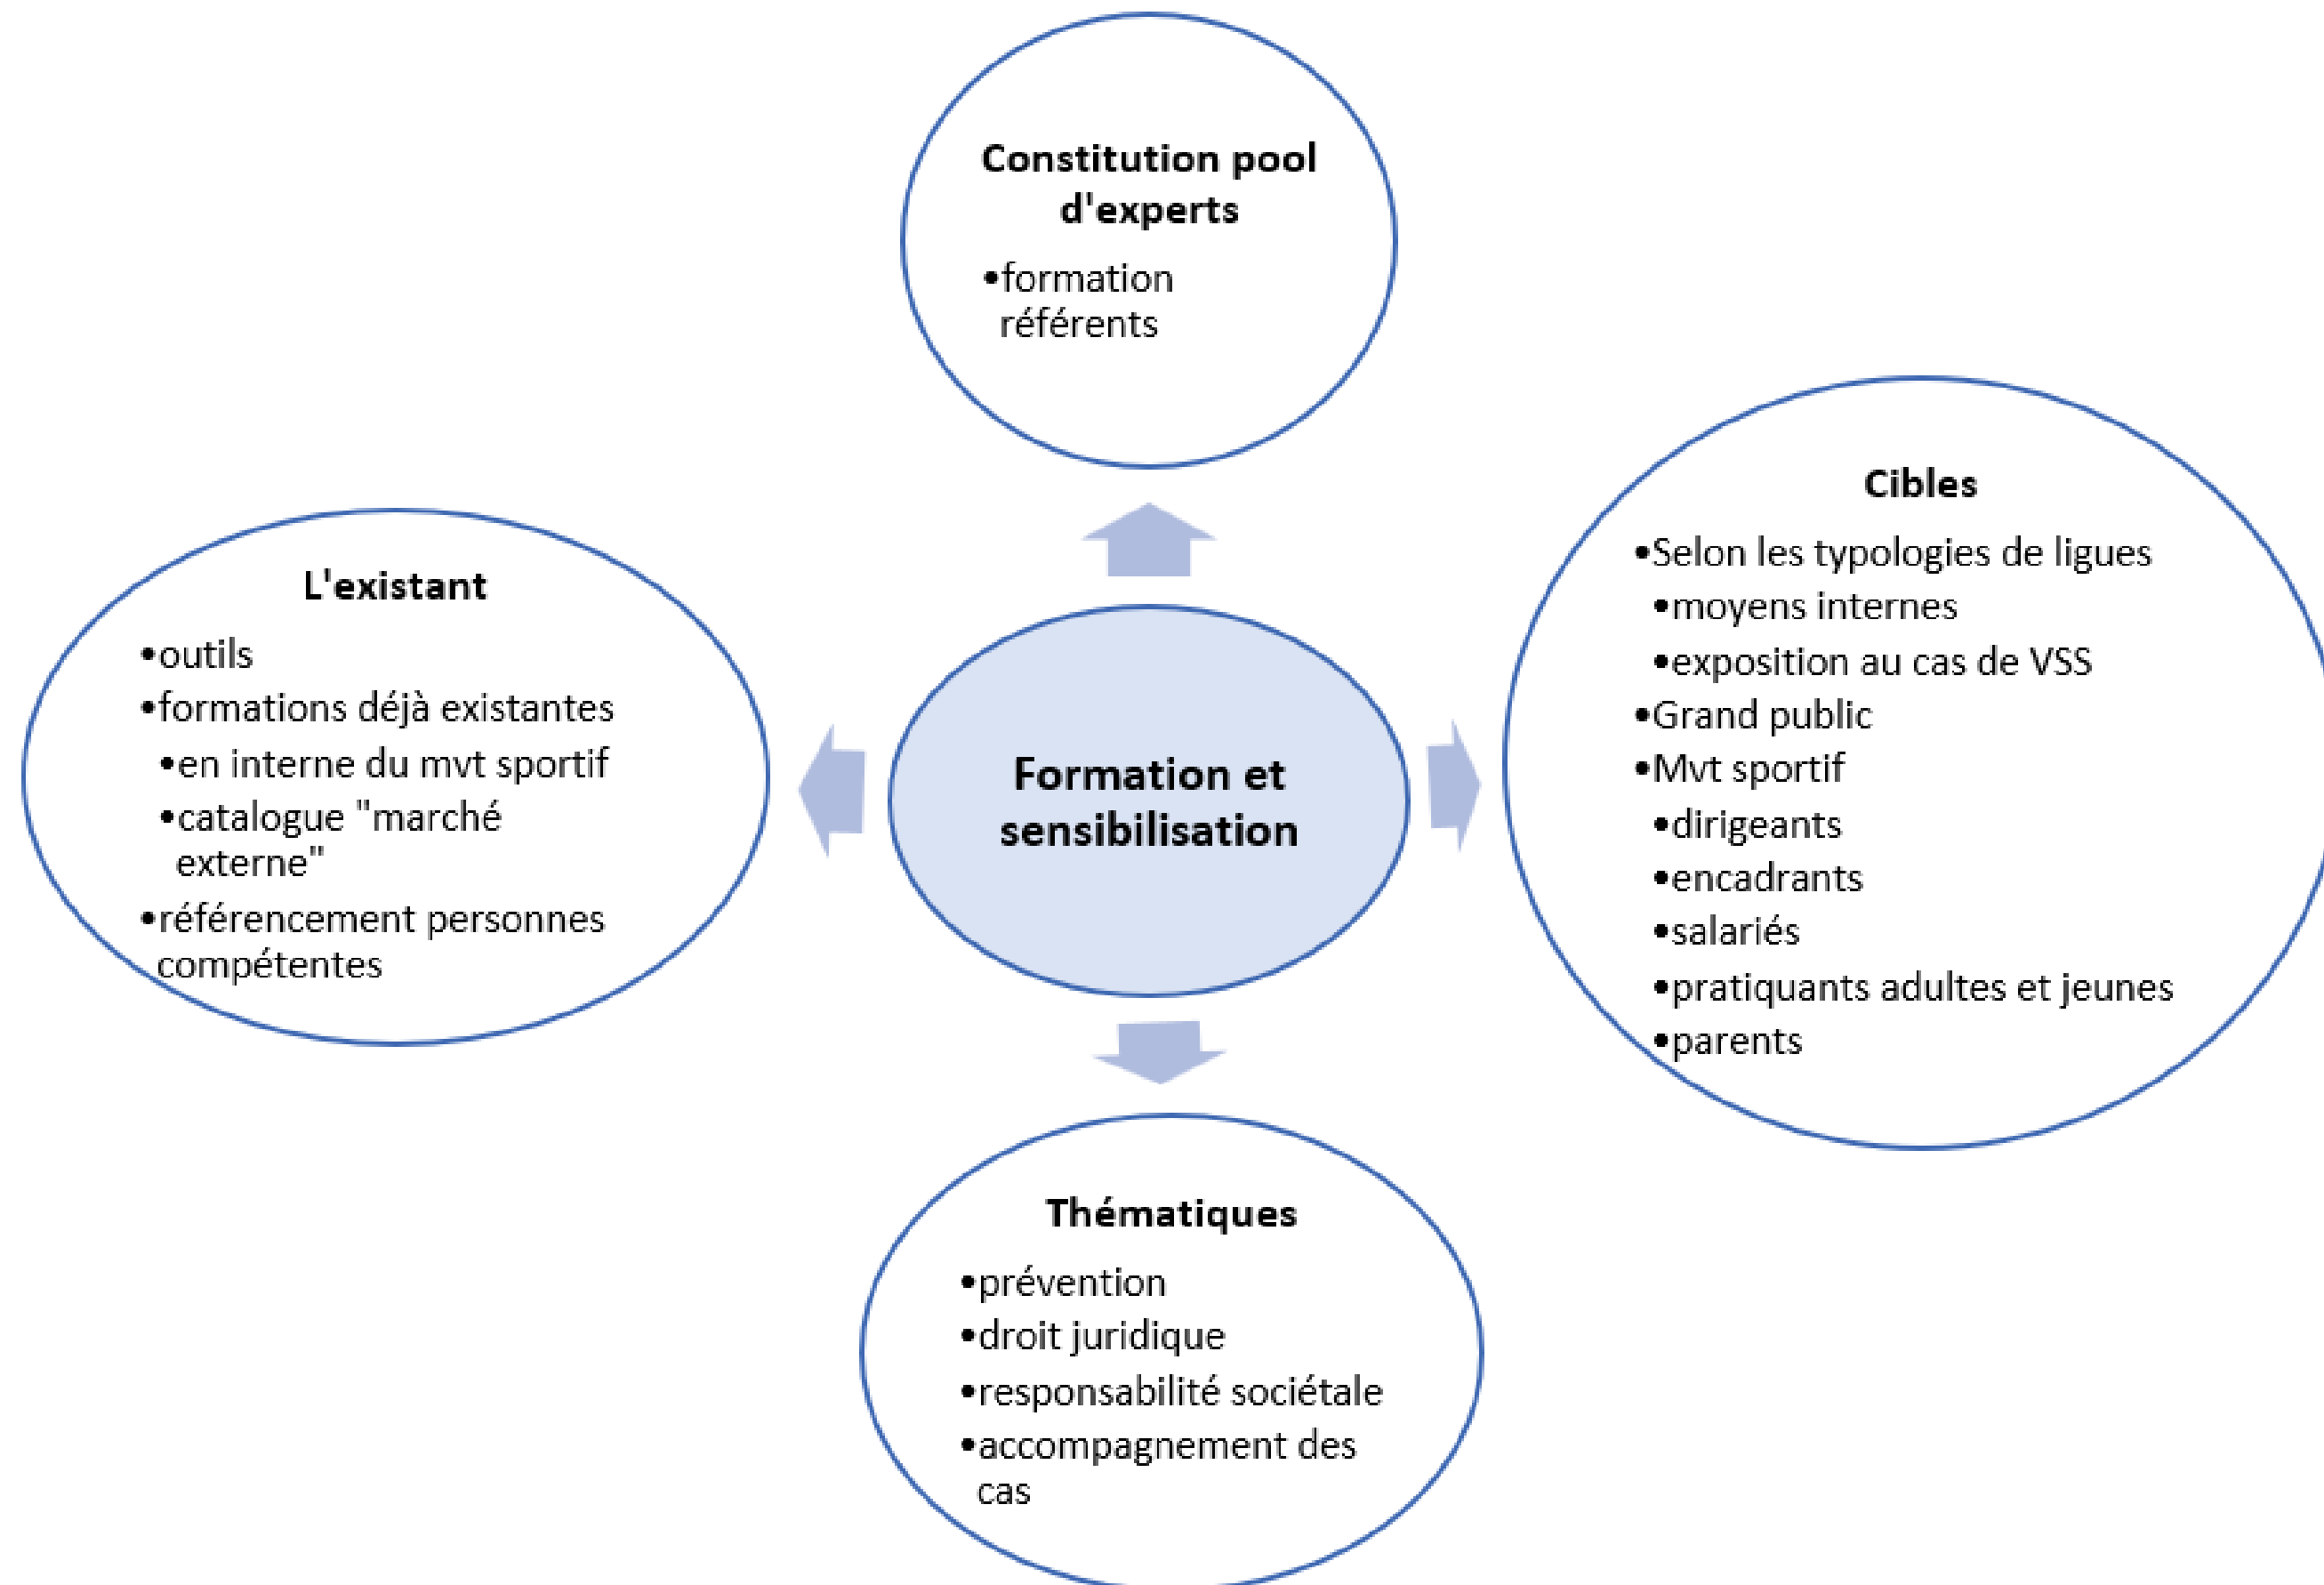 Constitution pool
d'experts
•formation
référents
L'existant
•outils
•formations déjà existantes
•en interne du mvt sportif
•catalogue "marché
externe"
•référencement personnes
compétentes
Formation et
sensibilisation
Cibles
•Selon les typologies de ligues
•moyens internes
•exposition au cas de VSS
•Grand public
•Mvt sportif
•dirigeants
•encadrants
•salariés
•pratiquants adultes et jeunes
•parents
Thématiques
•prévention
•droit juridique
•responsabilité sociétale
•accompagnement des
cas